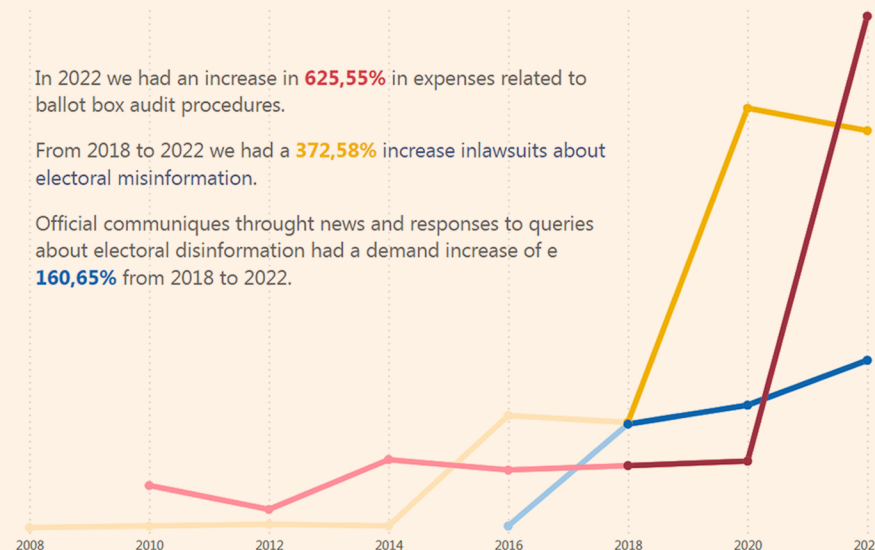 In 2022 we had an increase in 625,55% in expenses related to
ballot box audit procedures.
From 2018 to 2022 we had a 372,58% increase inlawsuits about
electoral misinformation.
Official communiques throught news and responses to queries
about electoral disinformation had a demand increase of e
160,65% from 2018 to 2022.
2008 2010 2012 2014 2016 2018 2020 202